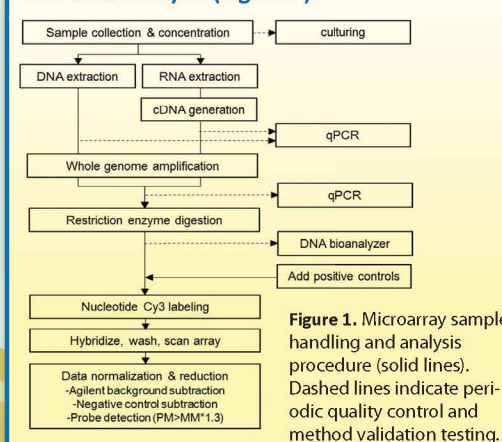 Sample collection & concentration
culturing
DNA extraction
RNA extraction
cDNA generation
qPCR
Whole genome amplification
qPCR
Restriction enzyme digestion
DNA bioanalyzer
Add positive controls
Nucleotide Cy3 labeling
Hybridize, wash, scan array
Data normalization & reduction
-Agilent background subtraction
-Negative control subtraction
-Probe detection (PM>MM*1.3)
Figure 1. Microarray sample
handling and analysis
procedure (solid lines).
Dashed lines indicate peri-
odic quality control and
method validation testing.